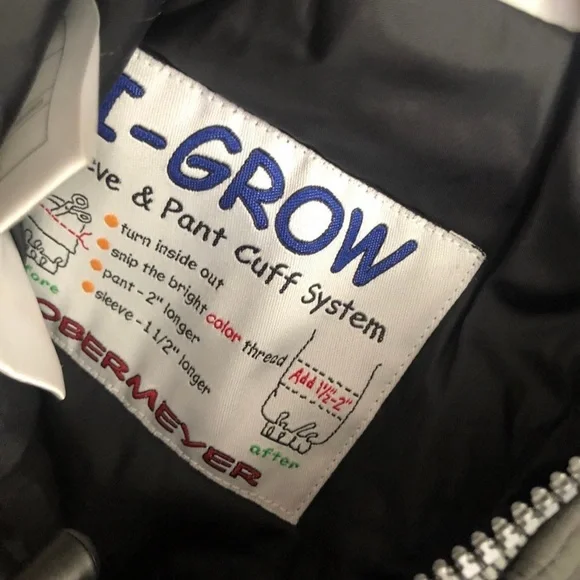 I-GROW
eve & Pant Cuff System
• turn inside out
• snip the bright color thread
• pant - 2" longer
• sleeve - 1 1/2" longer
Add 1½-2"
fore
after
OBERMEYER